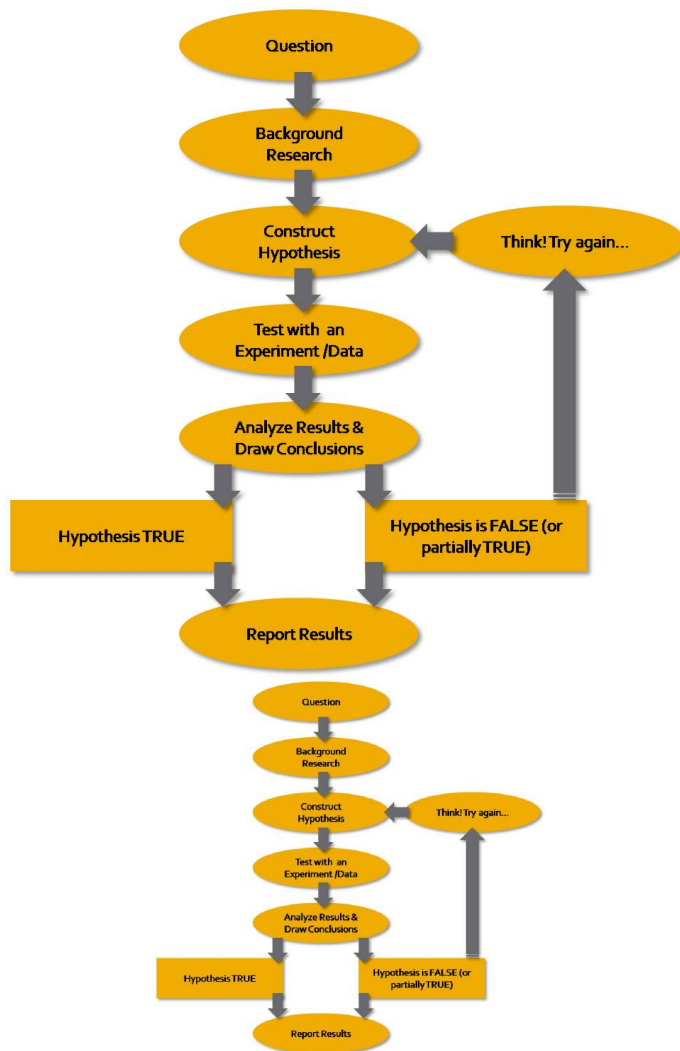 Question
Background
Research
Construct
Hypothesis
Think! Try again...
Test with an
Experiment /Data
Analyze Results &
Draw Conclusions
Hypothesis TRUE
Hypothesis is FALSE (or
partially TRUE)
Report Results
Question
Background
Research
Construct
Hypothesis
Think! Try again...
Test with an
Experiment /Data
Analyze Results &
Draw Conclusions
Hypothesis TRUE
Hypothesis is FALSE (or
partially TRUE)
Report Results